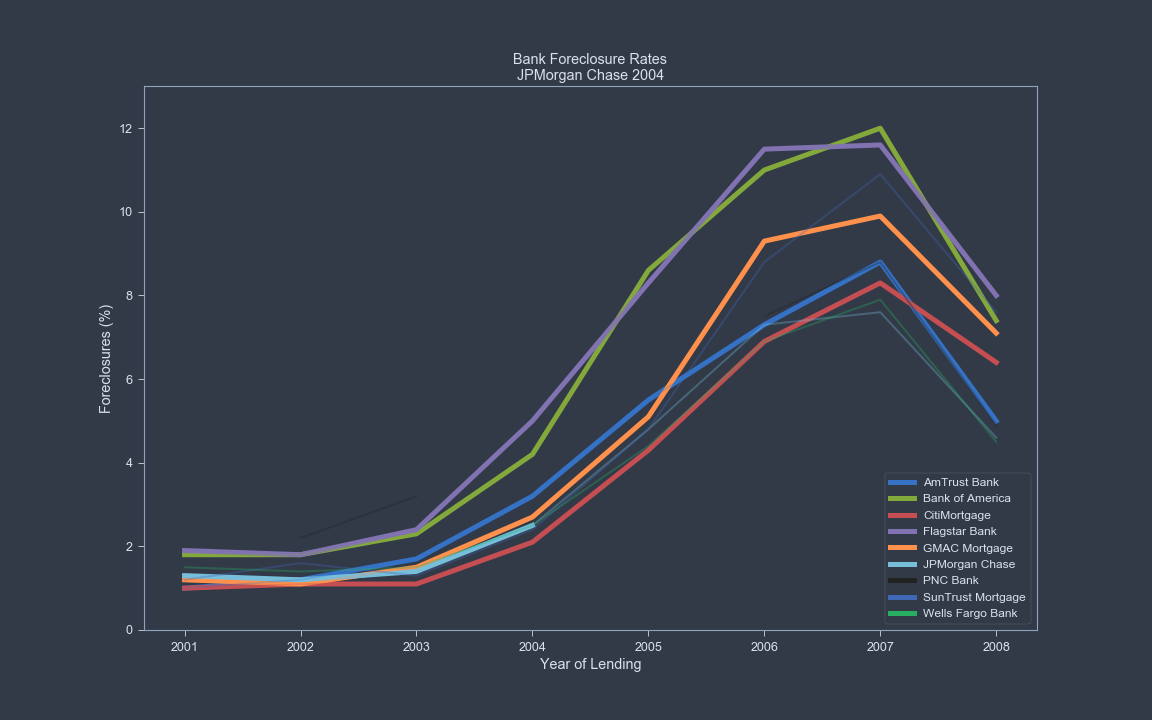 Bank Foreclosure Rates
JPMorgan Chase 2004
12
10
8
6
4
2
0
Foreclosures (%)
2001 2002 2003 2004 2005 2006 2007 2008
Year of Lending
AmTrust Bank
Bank of America
CitiMortgage
Flagstar Bank
GMAC Mortgage
JPMorgan Chase
PNC Bank
SunTrust Mortgage
Wells Fargo Bank